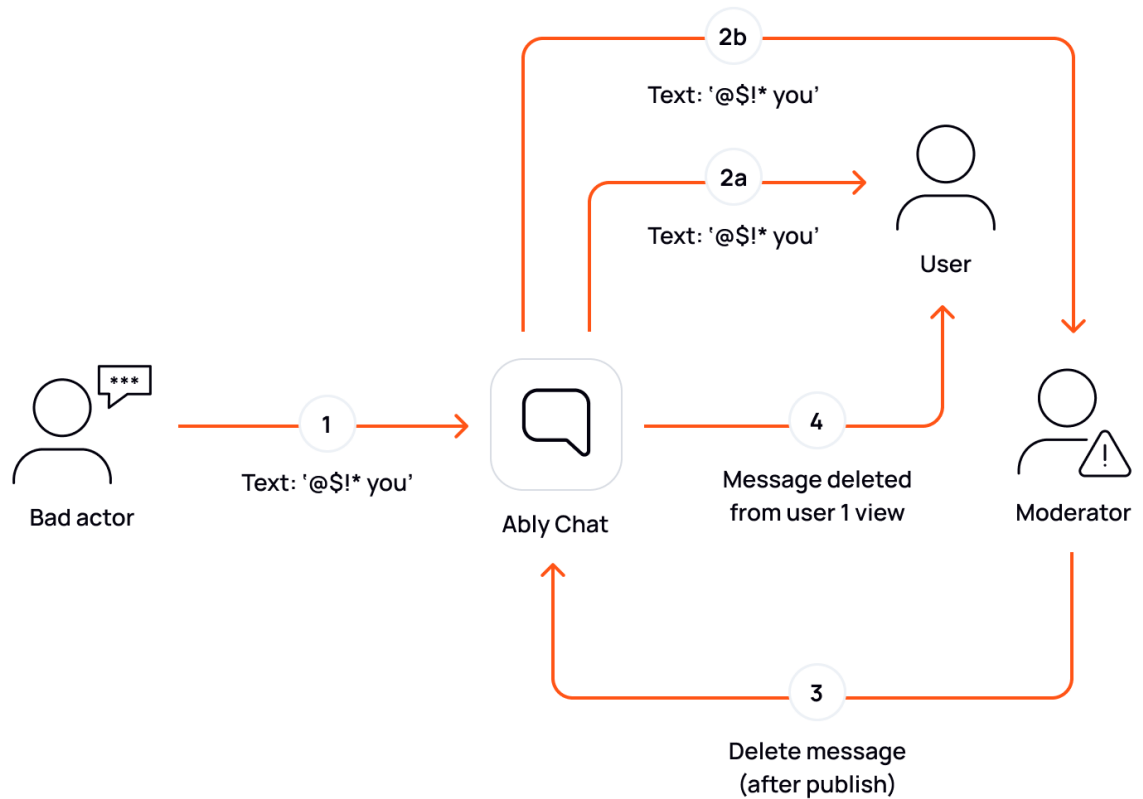 2b
Text: ‘@$!* you’
2a
Text: ‘@$!* you’
User
***
1
Text: ‘@$!* you’
Bad actor
Ably Chat
4
Message deleted
from user 1 view
!
Moderator
3
Delete message
(after publish)